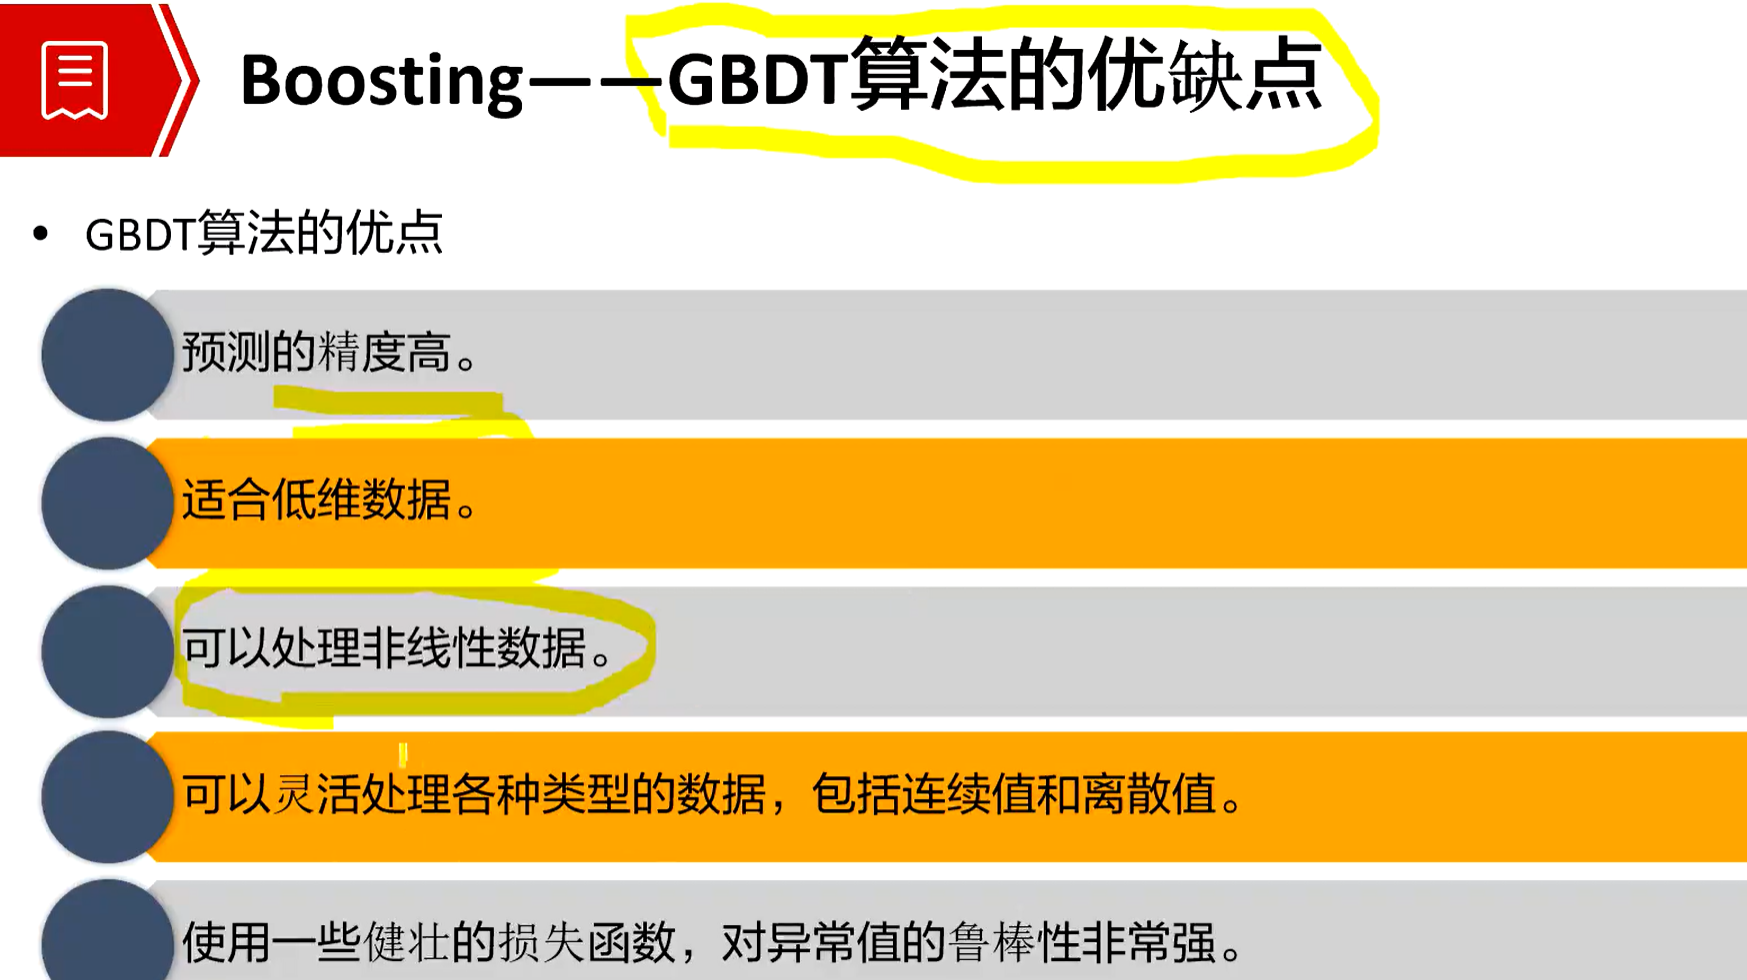 Boosting——GBDT算法的优缺点
• GBDT算法的优点
预测的精度高。
适合低维数据。
可以处理非线性数据。
可以灵活处理各种类型的数据，包括连续值和离散值。
使用一些健壮的损失函数，对异常值的鲁棒性非常强。